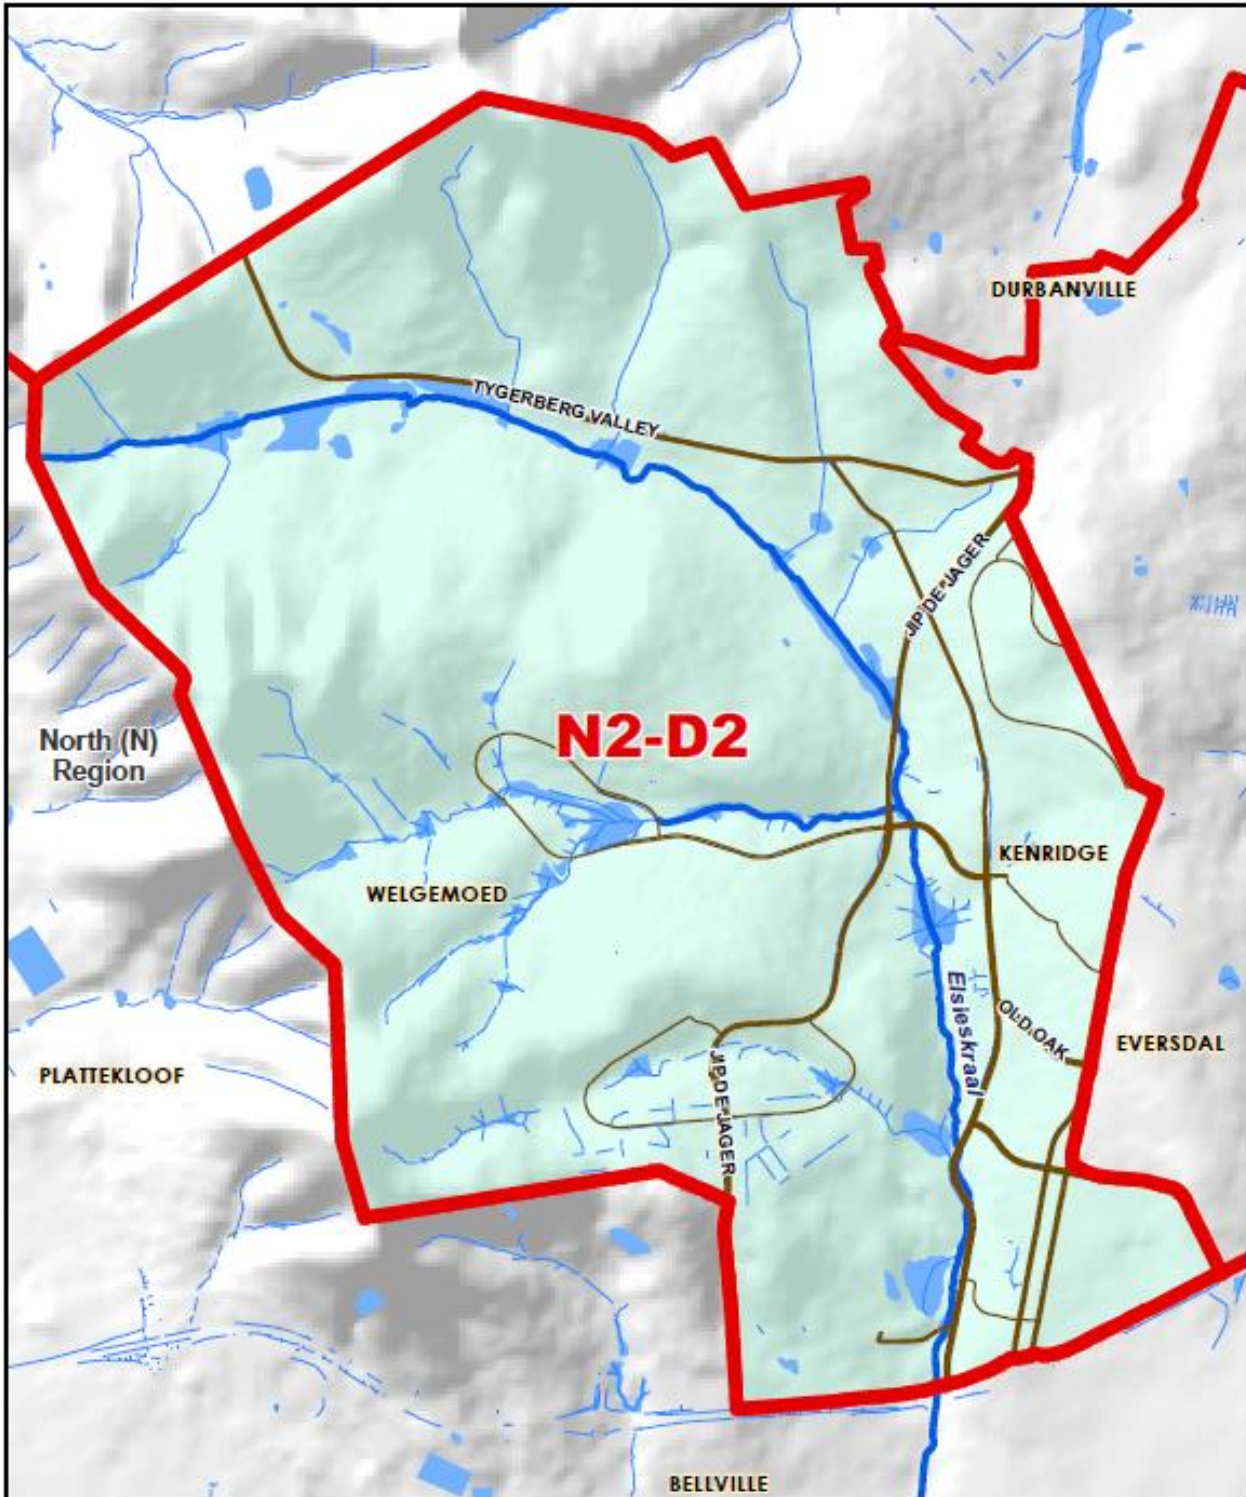 DURBANVILLE
TYGERBERG VALLEY
JIP DE JAGER
N2-D2
North (N)
Region
KENRIDGE
WELGEMOED
Elsieskraal
OLD OAK
EVERSDAL
PLATTEKLOOF
JIP DE JAGER
BELLVILLE